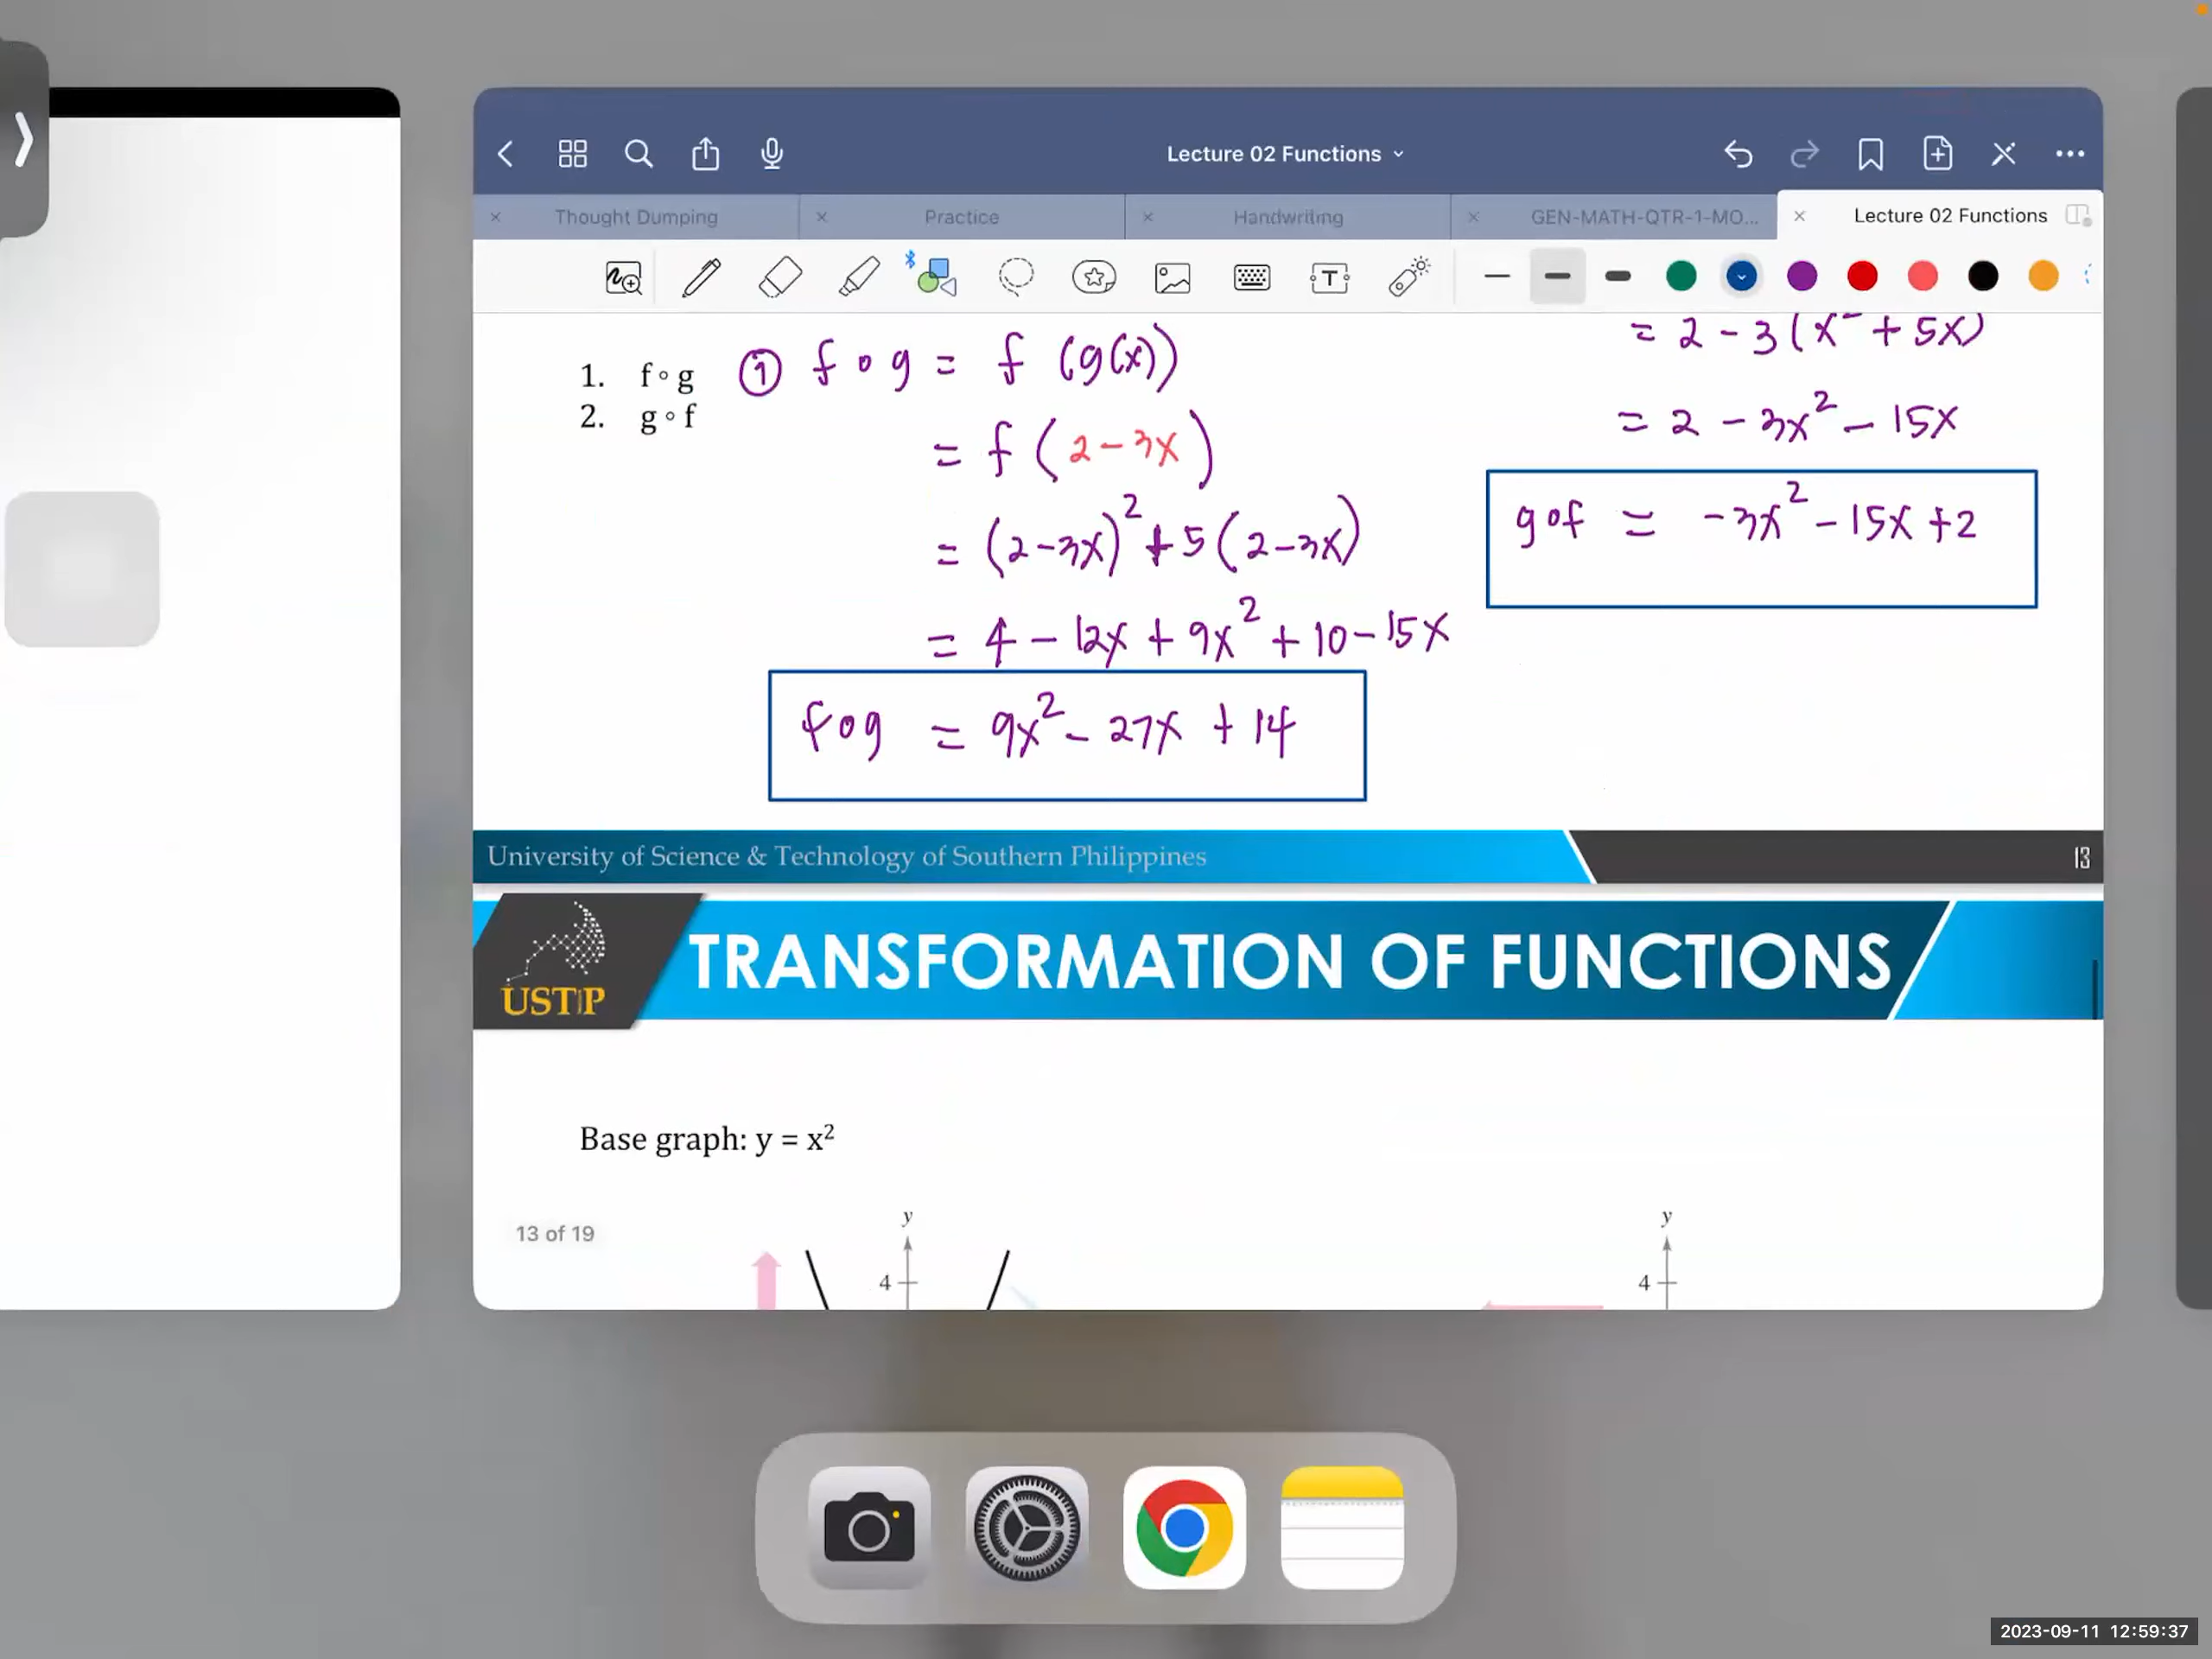 Lecture 02 Functions
Thought Dumping
Practice
Handwriting
GEN-MATH-QTR-1-MO...
Lecture 02 Functions
1. f∘g
2. g∘f
① f o g = f (g(x))
= f (2-3x)
= (2-3x)² + 5(2-3x)
= 4 - 12x + 9x² + 10 - 15x
fog = 9x² - 27x + 14
= 2 - 3(x² + 5x)
= 2 - 3x² - 15x
gof = -3x² - 15x + 2
University of Science & Technology of Southern Philippines
13
USTP
TRANSFORMATION OF FUNCTIONS
Base graph: y = x²
13 of 19
y
4
y
4
2023-09-11 12:59:37